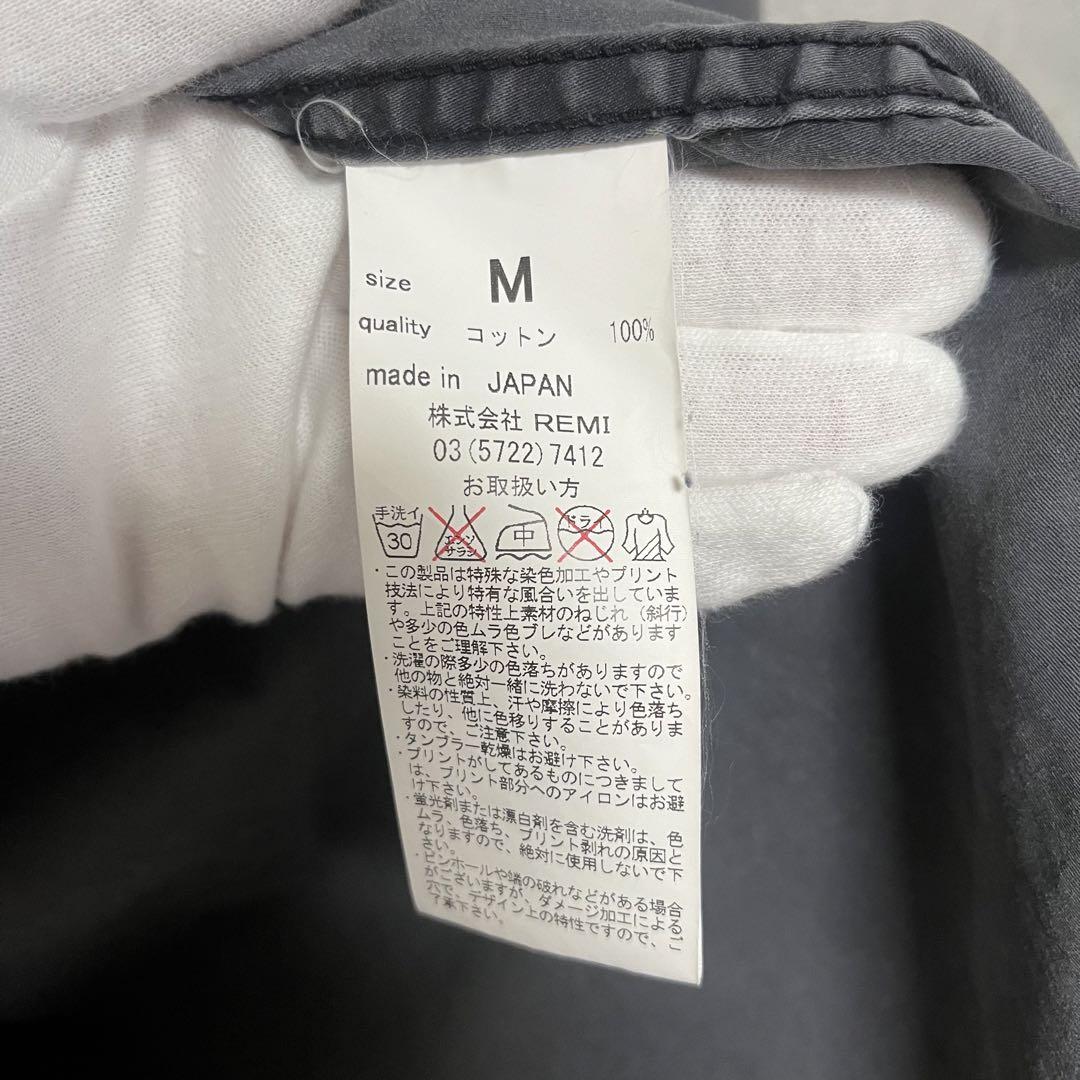 size M
quality コットン 100%
made in JAPAN
株式会社 REMI
03(5722)7412
お取扱い方
手洗イ 30 エンソ サラシ 中 ドライ
・この製品は特殊な染色加工やプリント
技法により特有な風合いを出していま
す。上記の特性上素材のねじれ（斜行）
や多少の色ムラ色ブレなどがあります
ことをご理解下さい。
・洗濯の際多少の色落ちがありますので
他の物と絶対一緒に洗わないで下さい。
・染料の性質上、汗や摩擦により色落ち
したり、他に色移りすることがありま
すので、ご注意下さい。
・タンブラー乾燥はお避け下さい。
・プリントがしてあるものにつきまして
は、プリント部分へのアイロンはお避
け下さい。
・蛍光剤または漂白剤を含む洗剤は、色
ムラ、色落ち、プリント剥れの原因と
なりますので、絶対に使用しないで下
さい。
・ピンホールや端の破れなどがある場合
がございますが、ダメージ加工による
穴で、デザイン上の特性ですので、ご
了承下さい。